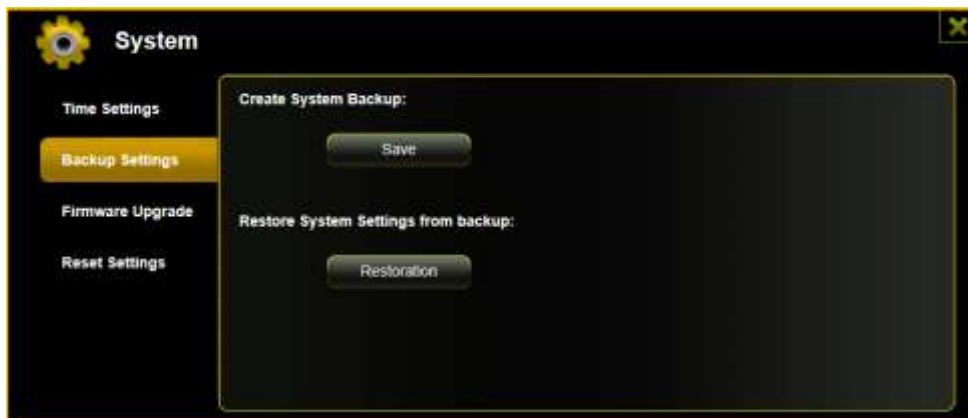 System
Time Settings
Backup Settings
Firmware Upgrade
Reset Settings
Create System Backup:
Save
Restore System Settings from backup:
Restoration